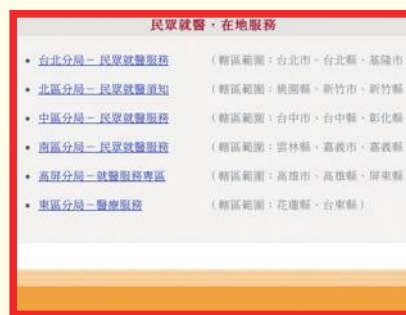 民眾就醫，在地服務
台北分局－ 民眾就醫服務 （轄區範圍：台北市、台北縣、基隆市
北區分局－ 民眾就醫須知 （轄區範圍：桃園縣、新竹市、新竹縣
中區分局－ 民眾就醫服務 （轄區範圍：台中市、台中縣、彰化縣
南區分局－ 民眾就醫服務 （轄區範圍：雲林縣、嘉義市、嘉義縣
高屏分局－就醫服務專區 （轄區範圍：高雄市、高雄縣、屏東縣
東區分局－醫療服務 （轄區範圍：花蓮縣、台東縣）